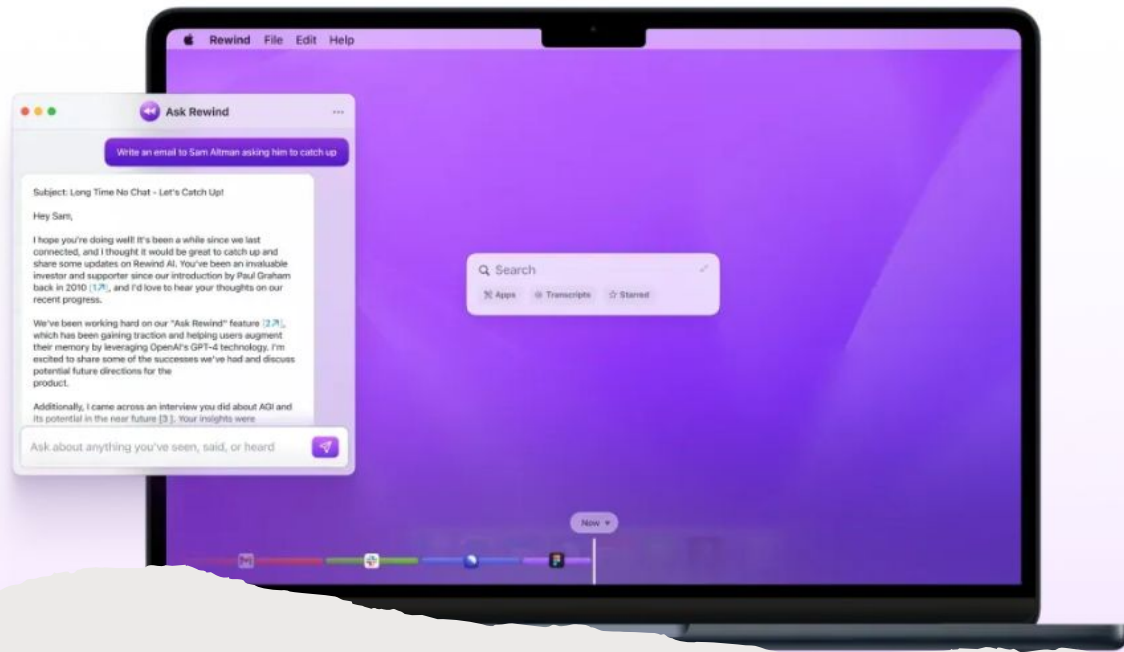 Rewind File Edit Help
Ask Rewind
Write an email to Sam Altman asking him to catch up
Subject: Long Time No Chat - Let's Catch Up!
Hey Sam,
I hope you're doing well! It's been a while since we last
connected, and I thought it would be great to catch up and
share some updates on Rewind AI. You've been an invaluable
investor and supporter since our introduction by Paul Graham
back in 2010 [1↗], and I'd love to hear your thoughts on our
recent progress.
We've been working hard on our "Ask Rewind" feature [2↗],
which has been gaining traction and helping users augment
their memory by leveraging OpenAI's GPT-4 technology. I'm
excited to share some of the successes we've had and discuss
potential future directions for the
product.
Additionally, I came across an interview you did about AGI and
its potential in the near future [3 ]. Your insights were
Ask about anything you've seen, said, or heard
Search
Apps Transcripts Starred
Now